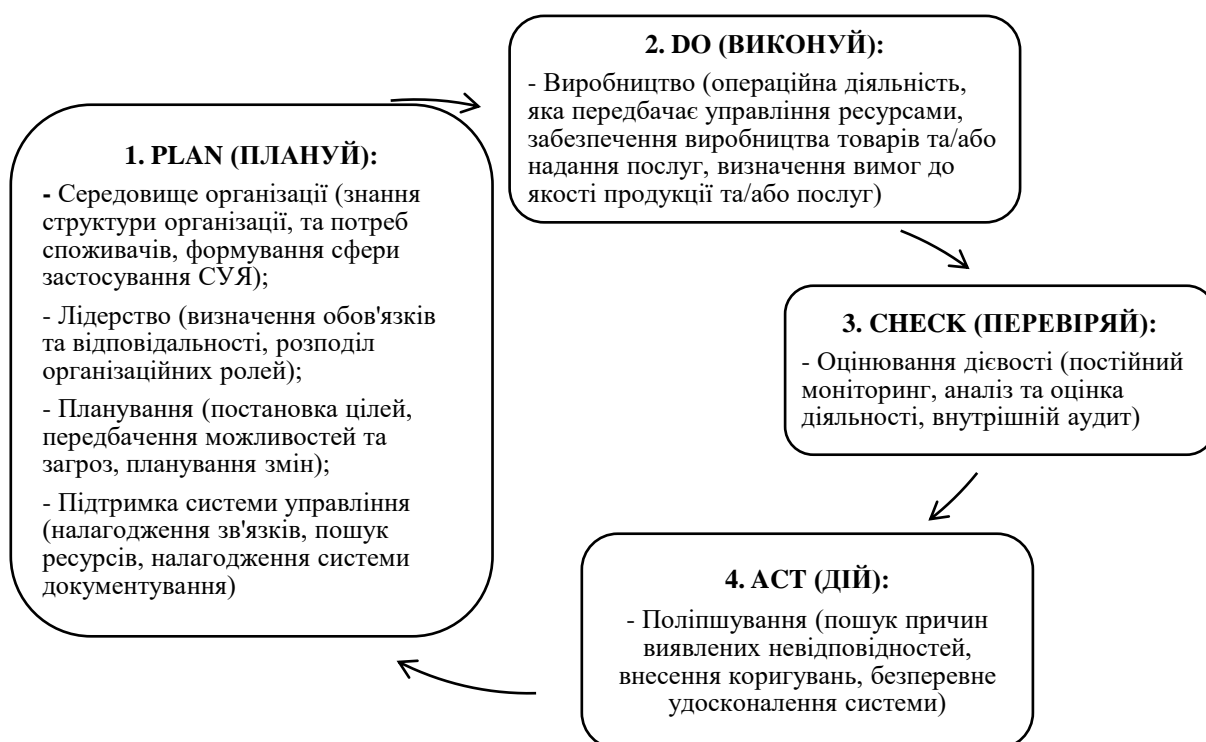 1. PLAN (ПЛАНУЙ):
- Середовище організації (знання
структури організації, та потреб
споживачів, формування сфери
застосування СУЯ);
- Лідерство (визначення обов'язків
та відповідальності, розподіл
організаційних ролей);
- Планування (постановка цілей,
передбачення можливостей та
загроз, планування змін);
- Підтримка системи управління
(налагодження зв'язків, пошук
ресурсів, налагодження системи
документування)
2. DO (ВИКОНУЙ):
- Виробництво (операційна діяльність,
яка передбачає управління ресурсами,
забезпечення виробництва товарів та/або
надання послуг, визначення вимог до
якості продукції та/або послуг)
3. CHECK (ПЕРЕВІРЯЙ):
- Оцінювання дієвості (постійний
моніторинг, аналіз та оцінка
діяльності, внутрішній аудит)
4. ACT (ДІЙ):
- Поліпшування (пошук причин
виявлених невідповідностей,
внесення коригувань, безперевне
удосконалення системи)